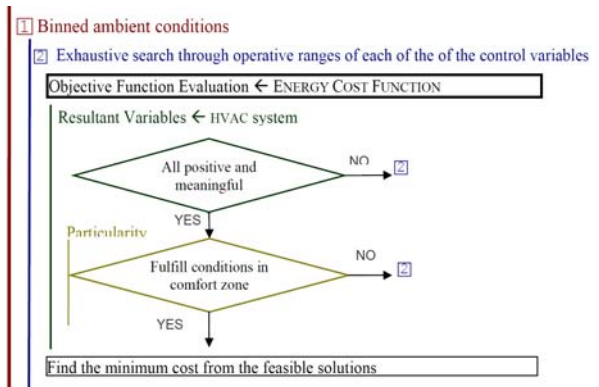 1 Binned ambient conditions
2 Exhaustive search through operative ranges of each of the of the control variables
Objective Function Evaluation ← ENERGY COST FUNCTION
Resultant Variables ← HVAC system
All positive and
meaningful
NO
2
YES
Particularity
Fulfill conditions in
comfort zone
NO
2
YES
Find the minimum cost from the feasible solutions